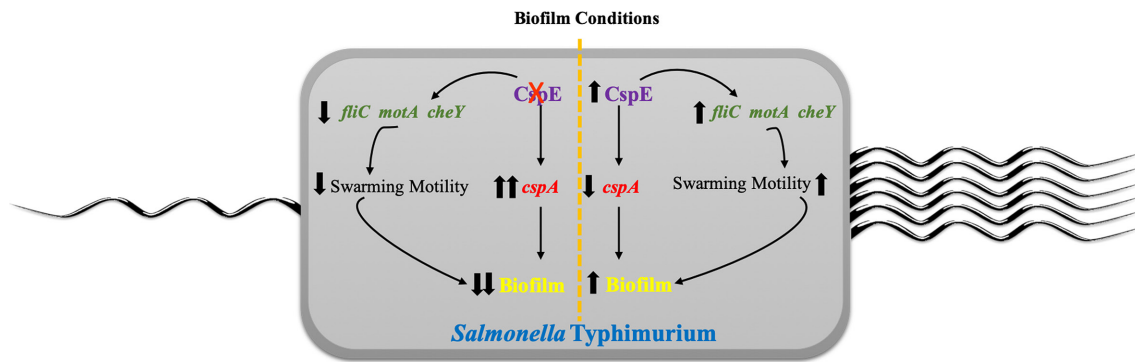 Biofilm Conditions
CspE
CspE
fliC motA cheY
fliC motA cheY
Swarming Motility
cspA
cspA
Swarming Motility
Biofilm
Biofilm
Salmonella Typhimurium